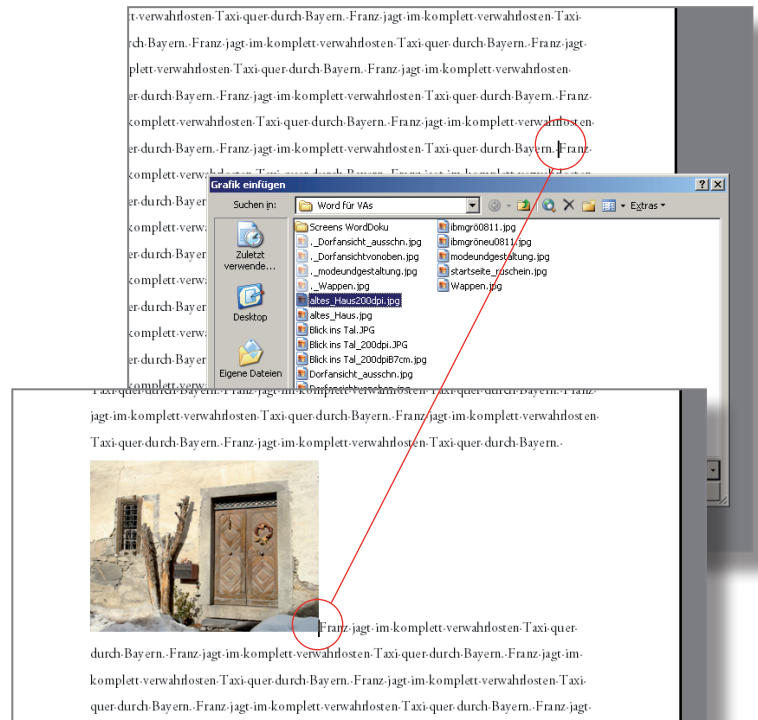 tt·verwahrlosten·Taxi·quer·durch·Bayern.·Franz·jagt·im·komplett·verwahrlosten·Taxi·
rch·Bayern.·Franz·jagt·im·komplett·verwahrlosten·Taxi·quer·durch·Bayern.·Franz·jagt·
plett·verwahrlosten·Taxi·quer·durch·Bayern.·Franz·jagt·im·komplett·verwahrlosten·
er·durch·Bayern.·Franz·jagt·im·komplett·verwahrlosten·Taxi·quer·durch·Bayern.·Franz·
komplett·verwahrlosten·Taxi·quer·durch·Bayern.·Franz·jagt·im·komplett·verwahrlosten·
er·durch·Bayern.·Franz·jagt·im·komplett·verwahrlosten·Taxi·quer·durch·Bayern.·Franz·
Grafik einfügen
Suchen in: Word für VAs Extras
Zuletzt verwende...
Desktop
Eigene Dateien
Screens WordDoku
._Dorfansicht_ausschn.jpg
._Dorfansichtvonoben.jpg
._modeundgestaltung.jpg
._Wappen.jpg
altes_Haus200dpi.jpg
altes_Haus.jpg
Blick ins Tal.JPG
Blick ins Tal_200dpi.JPG
Blick ins Tal_200dpiB7cm.jpg
Dorfansicht_ausschn.jpg
ibmgrö0811.jpg
ibmgröneu0811.jpg
modeundgestaltung.jpg
startseite_ruschein.jpg
Wappen.jpg
jagt·im·komplett·verwahrlosten·Taxi·quer·durch·Bayern.·Franz·jagt·im·komplett·verwahrlosten·
Taxi·quer·durch·Bayern.·Franz·jagt·im·komplett·verwahrlosten·Taxi·quer·durch·Bayern.·
Franz·jagt·im·komplett·verwahrlosten·Taxi·quer·
durch·Bayern.·Franz·jagt·im·komplett·verwahrlosten·Taxi·quer·durch·Bayern.·Franz·jagt·im·
komplett·verwahrlosten·Taxi·quer·durch·Bayern.·Franz·jagt·im·komplett·verwahrlosten·Taxi·
quer·durch·Bayern.·Franz·jagt·im·komplett·verwahrlosten·Taxi·quer·durch·Bayern.·Franz·jagt·